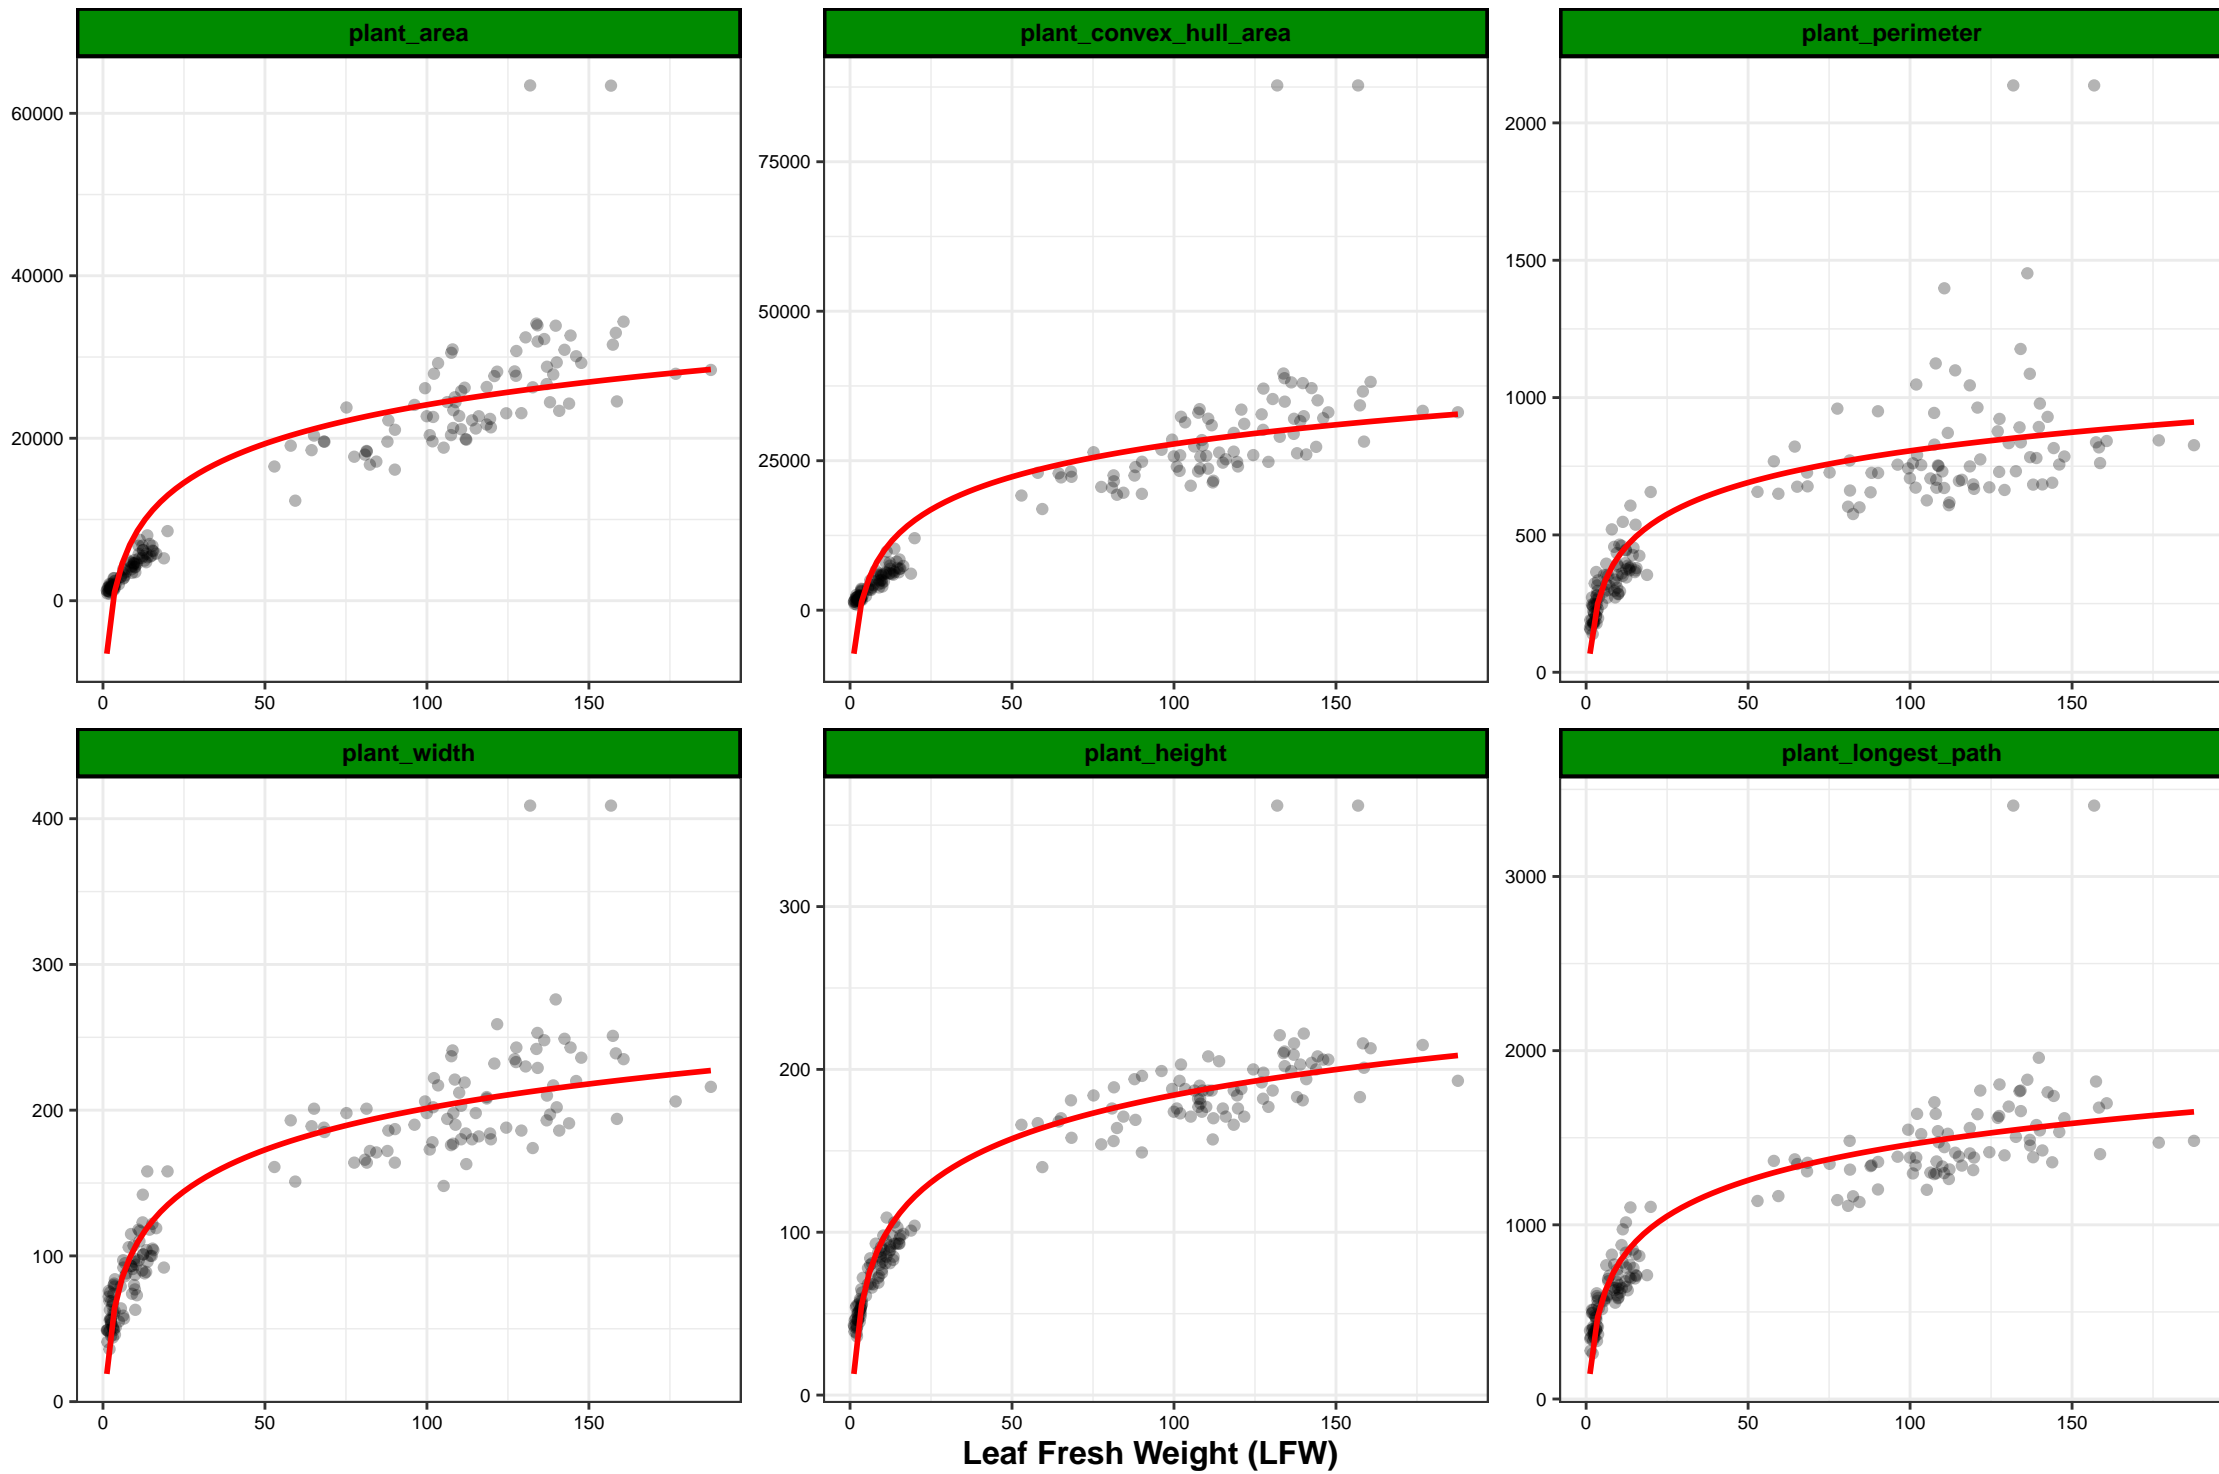 plant_area
plant_convex_hull_area
plant_perimeter
60000
40000
20000
0
0 50 100 150
75000
50000
25000
0
0 50 100 150
2000
1500
1000
500
0
0 50 100 150
plant_width
plant_height
plant_longest_path
400
300
200
100
0
0 50 100 150
300
200
100
0
0 50 100 150
3000
2000
1000
0
0 50 100 150
Leaf Fresh Weight (LFW)